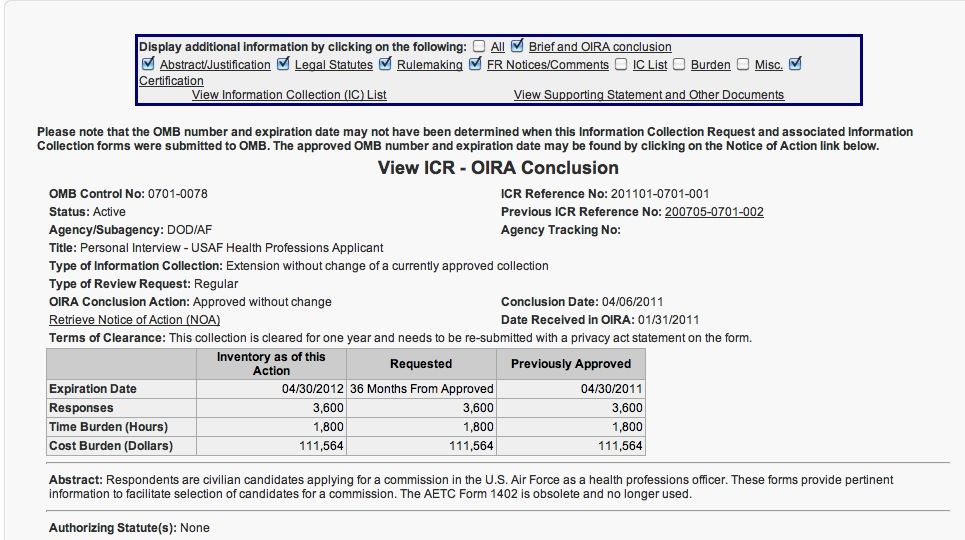 Display additional information by clicking on the following: All Brief and OIRA conclusion
Abstract/Justification Legal Statutes Rulemaking FR Notices/Comments IC List Burden Misc.
Certification
View Information Collection (IC) List View Supporting Statement and Other Documents
Please note that the OMB number and expiration date may not have been determined when this Information Collection Request and associated Information
Collection forms were submitted to OMB. The approved OMB number and expiration date may be found by clicking on the Notice of Action link below.
View ICR - OIRA Conclusion
OMB Control No: 0701-0078 ICR Reference No: 201101-0701-001
Status: Active Previous ICR Reference No: 200705-0701-002
Agency/Subagency: DOD/AF Agency Tracking No:
Title: Personal Interview - USAF Health Professions Applicant
Type of Information Collection: Extension without change of a currently approved collection
Type of Review Request: Regular
OIRA Conclusion Action: Approved without change Conclusion Date: 04/06/2011
Retrieve Notice of Action (NOA) Date Received in OIRA: 01/31/2011
Terms of Clearance: This collection is cleared for one year and needs to be re-submitted with a privacy act statement on the form.
Inventory as of this
Action Requested Previously Approved
Expiration Date 04/30/2012 36 Months From Approved 04/30/2011
Responses 3,600 3,600 3,600
Time Burden (Hours) 1,800 1,800 1,800
Cost Burden (Dollars) 111,564 111,564 111,564
Abstract: Respondents are civilian candidates applying for a commission in the U.S. Air Force as a health professions officer. These forms provide pertinent
information to facilitate selection of candidates for a commission. The AETC Form 1402 is obsolete and no longer used.
Authorizing Statute(s): None